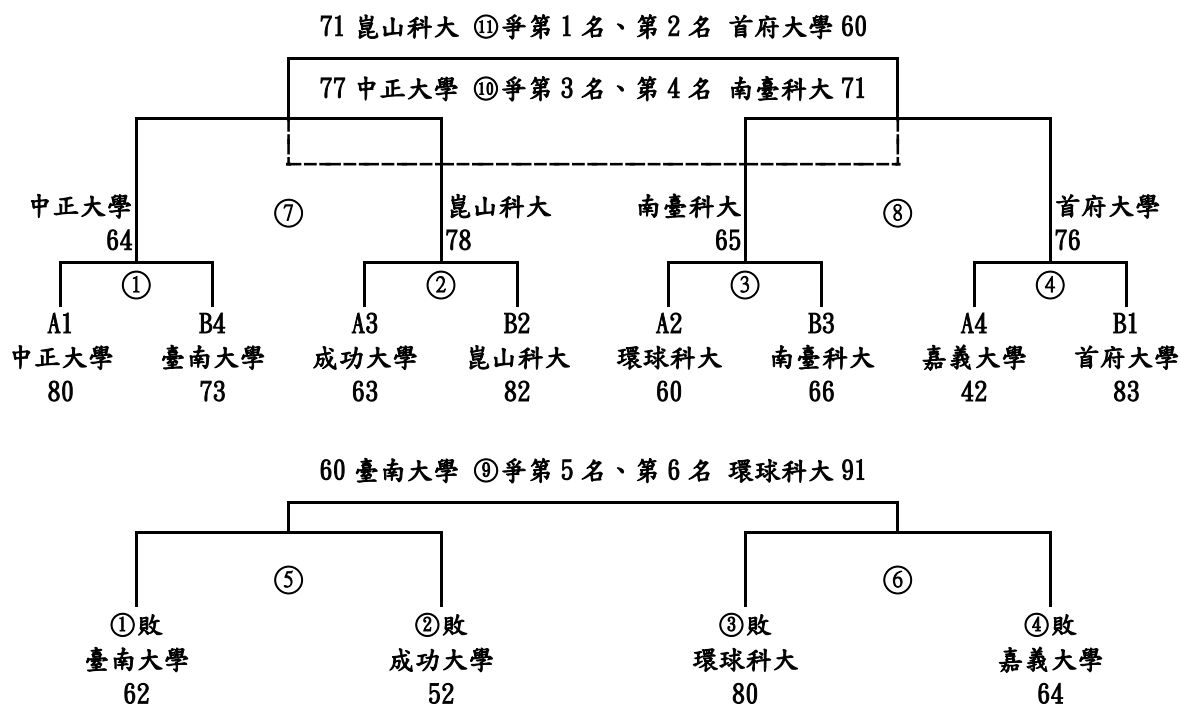 71 崑山科大 ⑪爭第1名、第2名 首府大學 60
77 中正大學 ⑩爭第3名、第4名 南臺科大 71
中正大學 ⑦ 崑山科大 南臺科大 ⑧ 首府大學
64 78 65 76
① ② ③ ④
A1 B4 A3 B2 A2 B3 A4 B1
中正大學 臺南大學 成功大學 崑山科大 環球科大 南臺科大 嘉義大學 首府大學
80 73 63 82 60 66 42 83
60 臺南大學 ⑨爭第5名、第6名 環球科大 91
⑤ ⑥
①敗 ②敗 ③敗 ④敗
臺南大學 成功大學 環球科大 嘉義大學
62 52 80 64